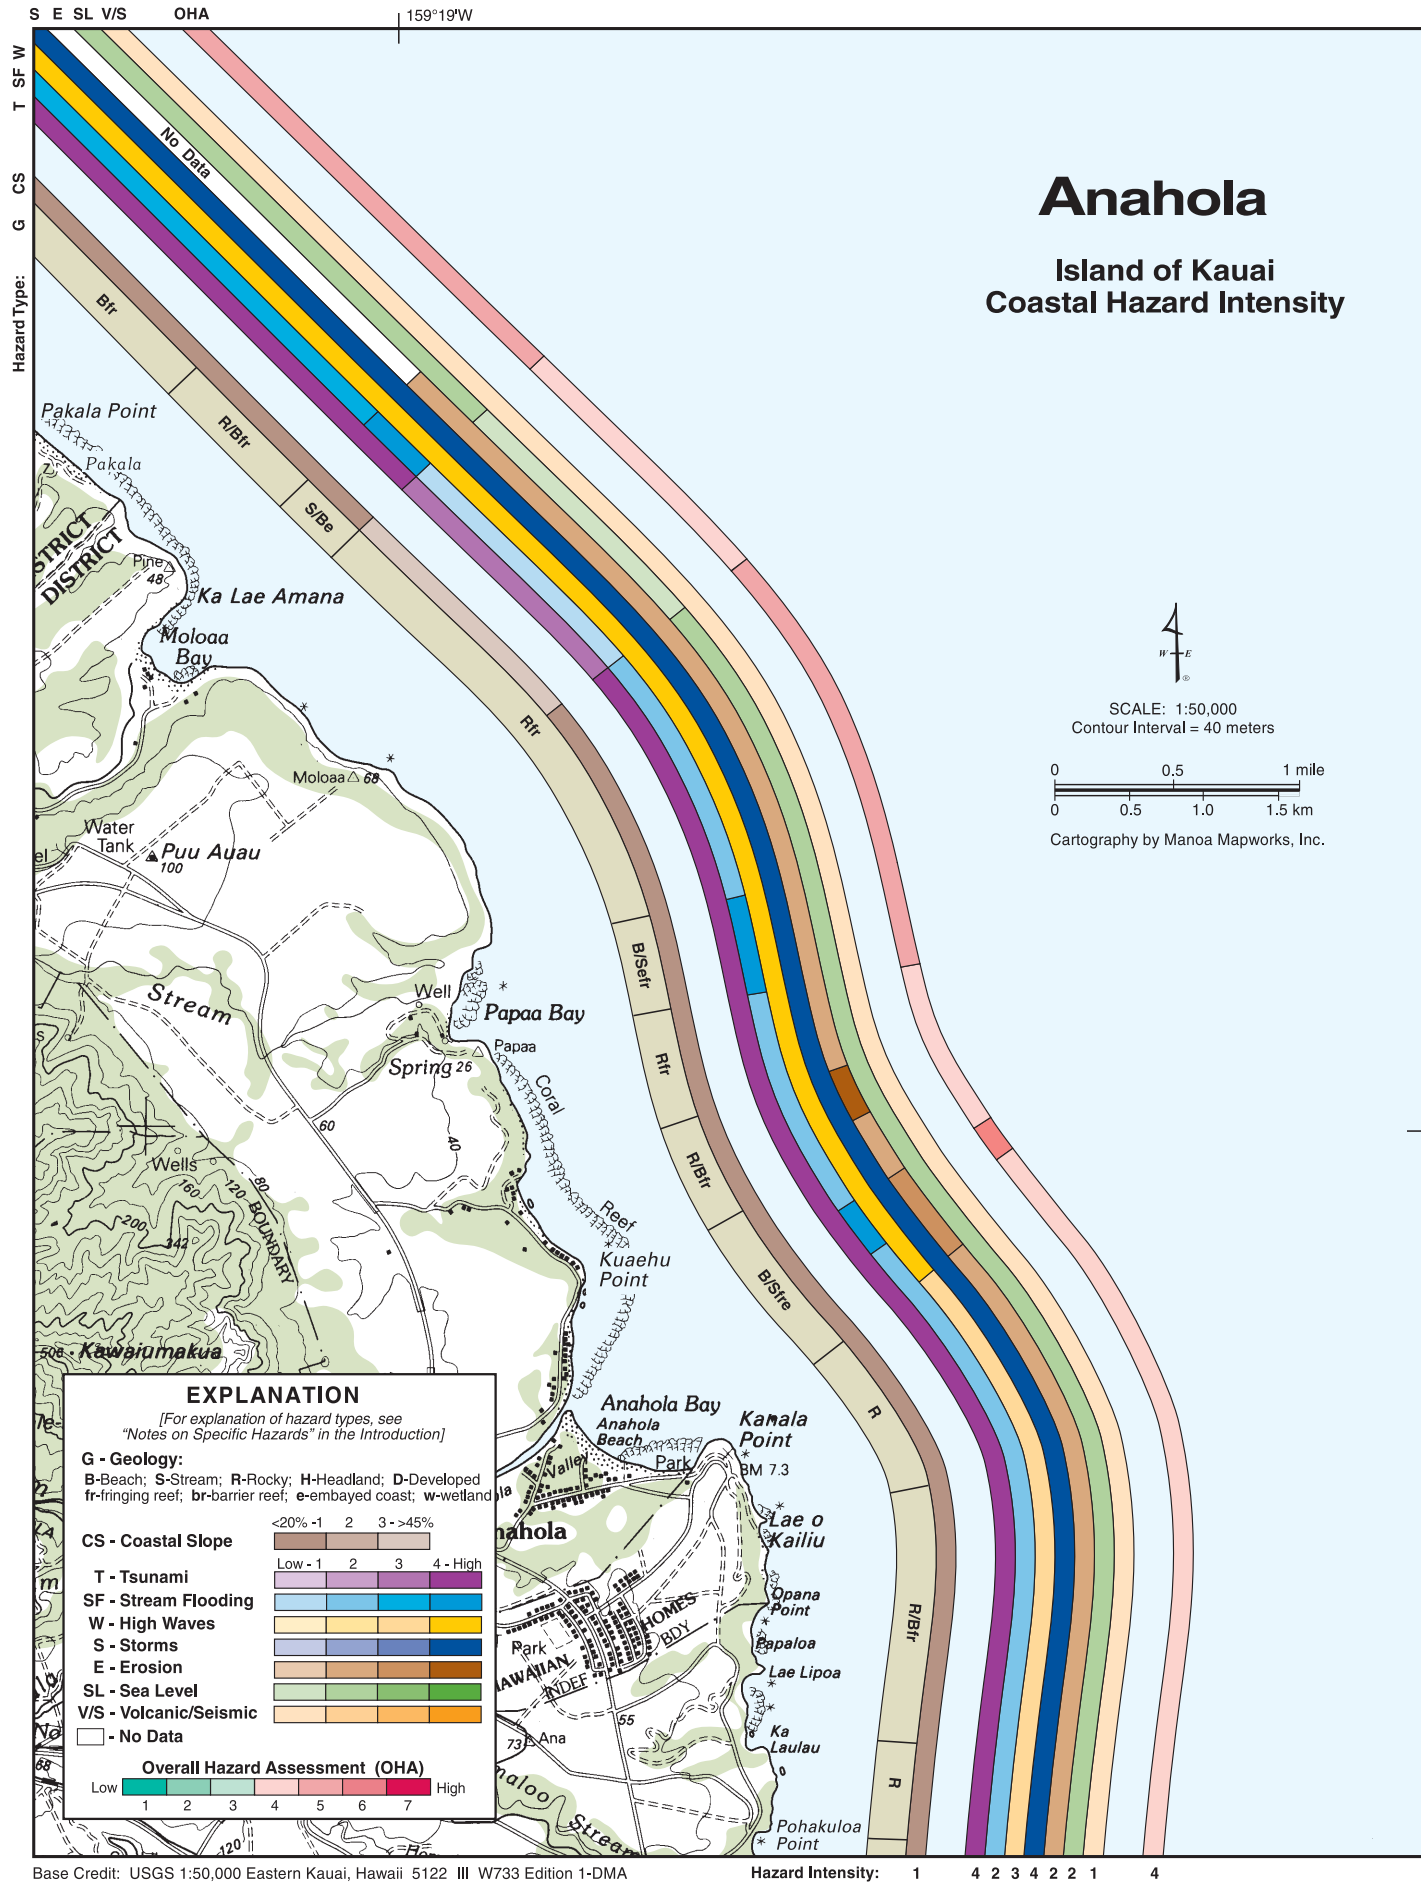 S E SL V/S OHA
159°19'W
W
SF
T
CS
G
Hazard Type:
No Data
Anahola
Island of Kauai
Coastal Hazard Intensity
Bfr
R/Bfr
S/Be
Rfr
B/Sefr
Rfr
R/Bfr
B/Sfre
R
R/Bfr
R
Pakala Point
Pakala
7
STRICT
DISTRICT
Pine
48
Ka Lae Amana
Moloaa
Bay
Moloaa 68
Water
Tank
el
Puu Auau
100
Stream
Well
Papaa Bay
Papaa
Spring 26
Coral
Reef
S
60
40
Wells
160
120
80
BOUNDARY
200
342
Kuaehu
Point
506
Kawaiumakua
Anahola Bay
Anahola
Beach
Kanala
Point
Park
BM 7.3
Valley
Lae o
Kailiu
nahola
Opana
Point
HOMES
BDY
Papaloa
Park
HAWAIIAN
INDEF
Lae Lipoa
55
Ka
Laulau
73 Ana
maloo
Stream
Pohakuloa
Point
68
120
W E
SCALE: 1:50,000
Contour Interval = 40 meters
0 0.5 1 mile
0 0.5 1.0 1.5 km
Cartography by Manoa Mapworks, Inc.
EXPLANATION
[For explanation of hazard types, see
“Notes on Specific Hazards” in the Introduction]
G - Geology:
B-Beach; S-Stream; R-Rocky; H-Headland; D-Developed
fr-fringing reef; br-barrier reef; e-embayed coast; w-wetland
<20% -1 2 3 - >45%
CS - Coastal Slope
Low - 1 2 3 4 - High
T - Tsunami
SF - Stream Flooding
W - High Waves
S - Storms
E - Erosion
SL - Sea Level
V/S - Volcanic/Seismic
- No Data
Overall Hazard Assessment (OHA)
Low High
1 2 3 4 5 6 7
Base Credit: USGS 1:50,000 Eastern Kauai, Hawaii 5122 III W733 Edition 1-DMA
Hazard Intensity: 1 4 2 3 4 2 2 1 4